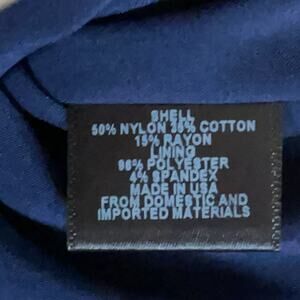 SHELL
50% NYLON 35% COTTON
15% RAYON
LINING
96% POLYESTER
4% SPANDEX
MADE IN USA
FROM DOMESTIC AND
IMPORTED MATERIALS